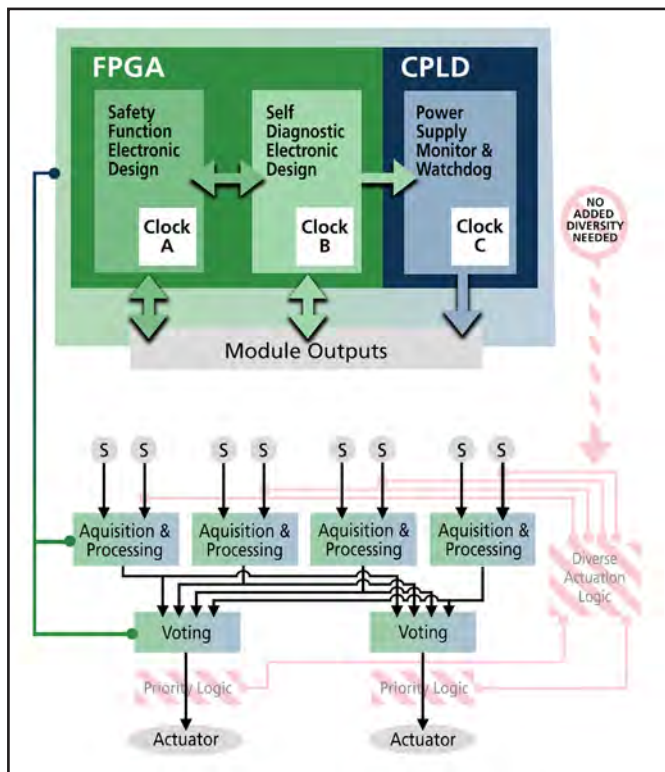 FPGA
CPLD
Safety
Function
Electronic
Design
Self
Diagnostic
Electronic
Design
Power
Supply
Monitor &
Watchdog
Clock
A
Clock
B
Clock
C
NO
ADDED
DIVERSITY
NEEDED
Module Outputs
S
S
S
S
S
S
S
S
Aquisition &
Processing
Aquisition &
Processing
Aquisition &
Processing
Aquisition &
Processing
Diverse
Actuation
Logic
Voting
Voting
Priority Logic
Priority Logic
Actuator
Actuator